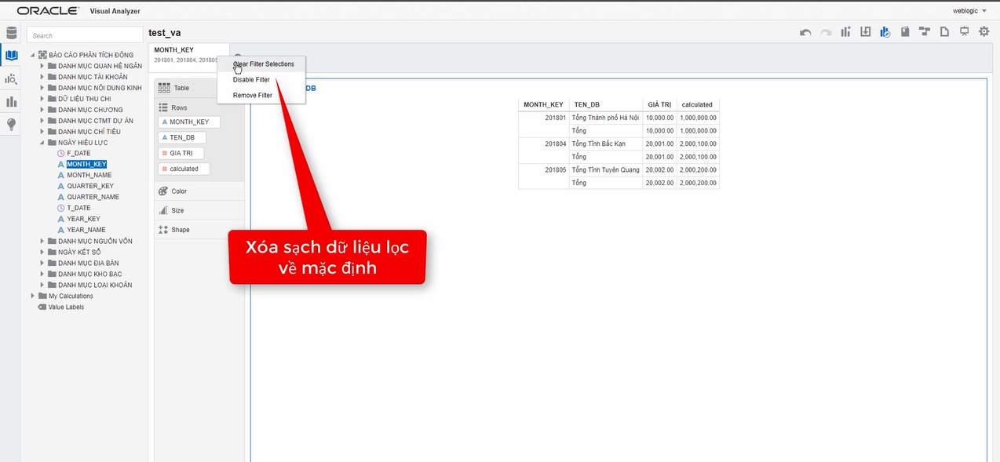 ORACLE Visual Analyzer
weblogic
Search
test_va
MONTH_KEY
201801, 201804, 201805
BÁO CÁO PHÂN TÍCH ĐỘNG
DANH MỤC QUAN HỆ NGÂN
DANH MỤC TÀI KHOẢN
DANH MỤC NỘI DUNG KINH
DỮ LIỆU THU CHI
DANH MỤC CHƯƠNG
DANH MỤC CTMT DỰ ÁN
DANH MỤC CHỈ TIÊU
NGÀY HIỆU LỰC
F_DATE
MONTH_KEY
MONTH_NAME
QUARTER_KEY
QUARTER_NAME
T_DATE
YEAR_KEY
YEAR_NAME
DANH MỤC NGUỒN VỐN
NGÀY KẾT SỐ
DANH MỤC ĐỊA BÀN
DANH MỤC KHO BẠC
DANH MỤC LOẠI KHOẢN
My Calculations
Value Labels
Clear Filter Selections
Disable Filter
Remove Filter
Table
Rows
MONTH_KEY
TEN_DB
GIÁ TRỊ
calculated
Color
Size
Shape
DB
MONTH_KEY TEN_DB GIÁ TRỊ calculated
201801 Tổng Thành phố Hà Nội 10,000.00 1,000,000.00
Tổng 10,000.00 1,000,000.00
201804 Tổng Tỉnh Bắc Kạn 20,001.00 2,000,100.00
Tổng 20,001.00 2,000,100.00
201805 Tổng Tỉnh Tuyên Quang 20,002.00 2,000,200.00
Tổng 20,002.00 2,000,200.00
Xóa sạch dữ liệu lọc
về mặc định